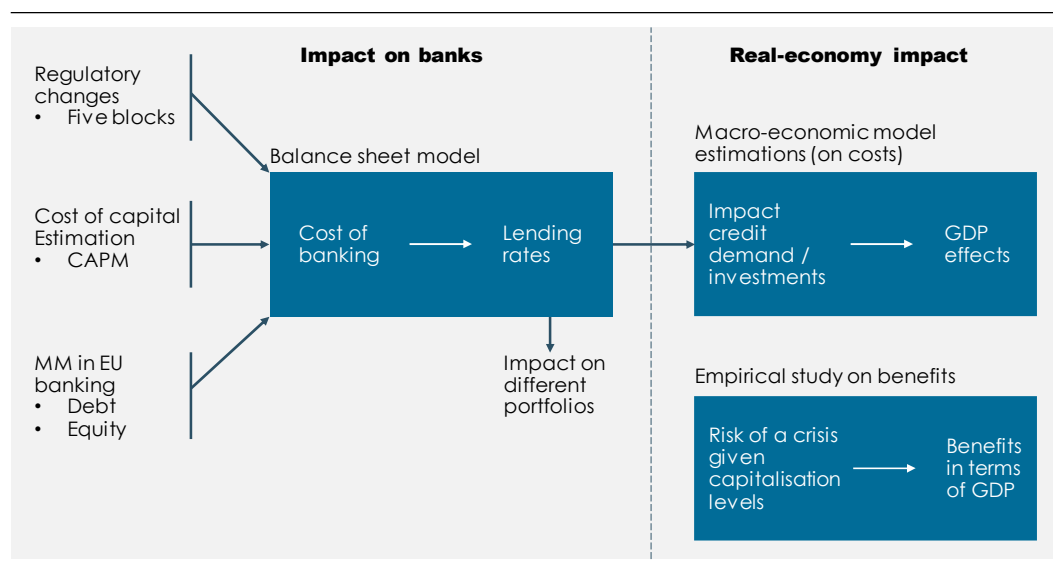 Impact on banks
Regulatory
changes
• Five blocks
Cost of capital
Estimation
• CAPM
MM in EU
banking
• Debt
• Equity
Balance sheet model
Cost of
banking
Lending
rates
Impact on
different
portfolios
Real-economy impact
Macro-economic model
estimations (on costs)
Impact
credit
demand /
investments
GDP
effects
Empirical study on benefits
Risk of a crisis
given
capitalisation
levels
Benefits
in terms
of GDP